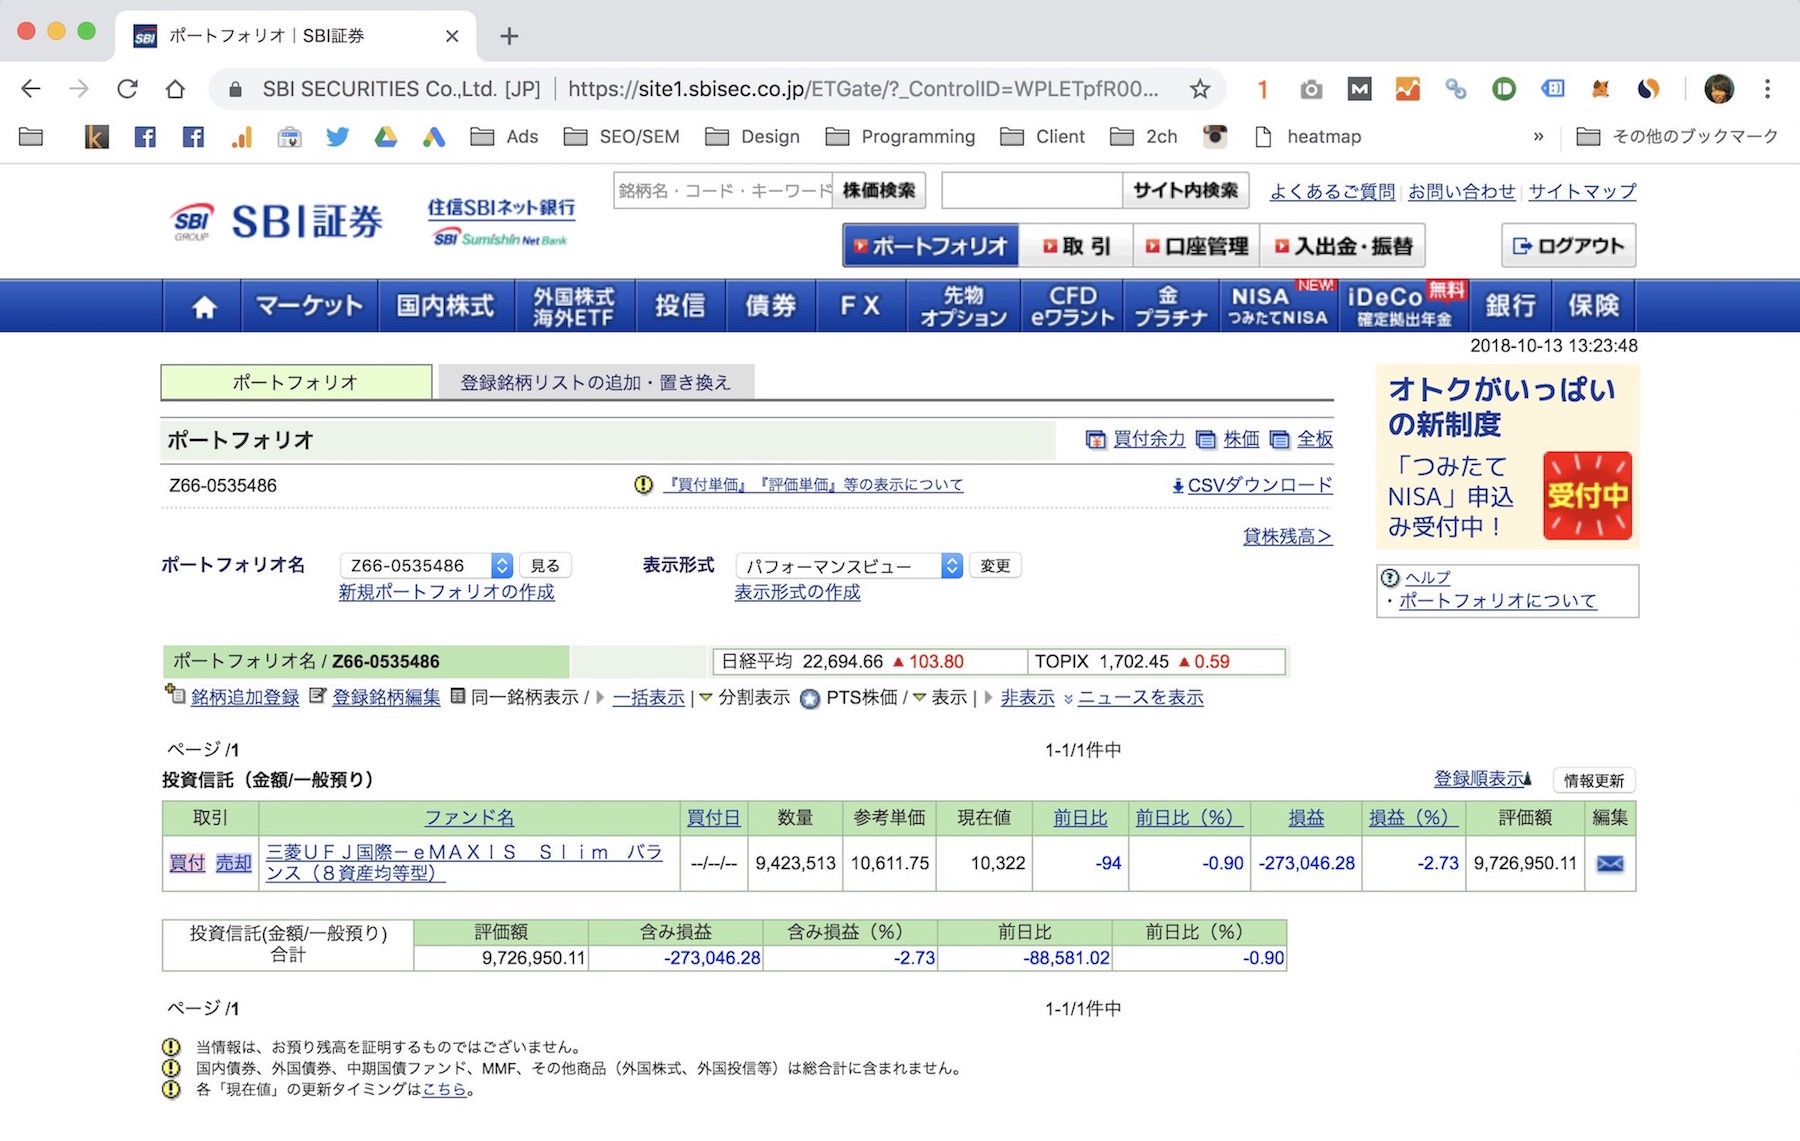 ポートフォリオ｜SBI証券
SBI SECURITIES Co.,Ltd. [JP] https://site1.sbisec.co.jp/ETGate/?_ControlID=WPLETpfR00...
Ads SEO/SEM Design Programming Client 2ch heatmap » その他のブックマーク
SBI GROUP SBI証券
住信SBIネット銀行
SBI Sumishin Net Bank
銘柄名・コード・キーワード 株価検索 サイト内検索 よくあるご質問 お問い合わせ サイトマップ
ポートフォリオ 取引 口座管理 入出金・振替 ログアウト
マーケット 国内株式 外国株式 海外ETF 投信 債券 FX 先物 オプション CFD eワラント 金 プラチナ NISA つみたてNISA NEW! iDeCo 確定拠出年金 無料 銀行 保険
2018-10-13 13:23:48
ポートフォリオ 登録銘柄リストの追加・置き換え
オトクがいっぱい
の新制度
「つみたて
NISA」申込
み受付中！
受付中
ポートフォリオ 買付余力 株価 全板
Z66-0535486 『買付単価』『評価単価』等の表示について CSVダウンロード
貸株残高＞
ポートフォリオ名 Z66-0535486 見る 表示形式 パフォーマンスビュー 変更
新規ポートフォリオの作成 表示形式の作成
ヘルプ
・ポートフォリオについて
ポートフォリオ名 / Z66-0535486 日経平均 22,694.66 ▲103.80 TOPIX 1,702.45 ▲0.59
銘柄追加登録 登録銘柄編集 同一銘柄表示 / 一括表示 | 分割表示 PTS株価 / 表示 | 非表示 ニュースを表示
ページ /1 1-1/1件中
投資信託（金額/一般預り） 登録順表示 情報更新
取引 ファンド名 買付日 数量 参考単価 現在値 前日比 前日比（%） 損益 損益（%） 評価額 編集
買付 売却 三菱ＵＦＪ国際－ｅＭＡＸＩＳ Ｓｌｉｍ バラ
ンス（８資産均等型） --/--/-- 9,423,513 10,611.75 10,322 -94 -0.90 -273,046.28 -2.73 9,726,950.11
投資信託(金額/一般預り)
合計
評価額 含み損益 含み損益（%） 前日比 前日比（%）
9,726,950.11 -273,046.28 -2.73 -88,581.02 -0.90
ページ /1 1-1/1件中
当情報は、お預り残高を証明するものではございません。
国内債券、外国債券、中期国債ファンド、MMF、その他商品（外国株式、外国投信等）は総合計に含まれません。
各「現在値」の更新タイミングはこちら。